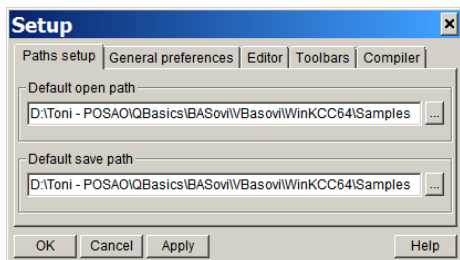 Setup
Paths setup General preferences Editor Toolbars Compiler
Default open path
D:\Toni - POSAO\QBasics\BASovi\VBasovi\WinKCC64\Samples ...
Default save path
D:\Toni - POSAO\QBasics\BASovi\VBasovi\WinKCC64\Samples ...
OK Cancel Apply Help